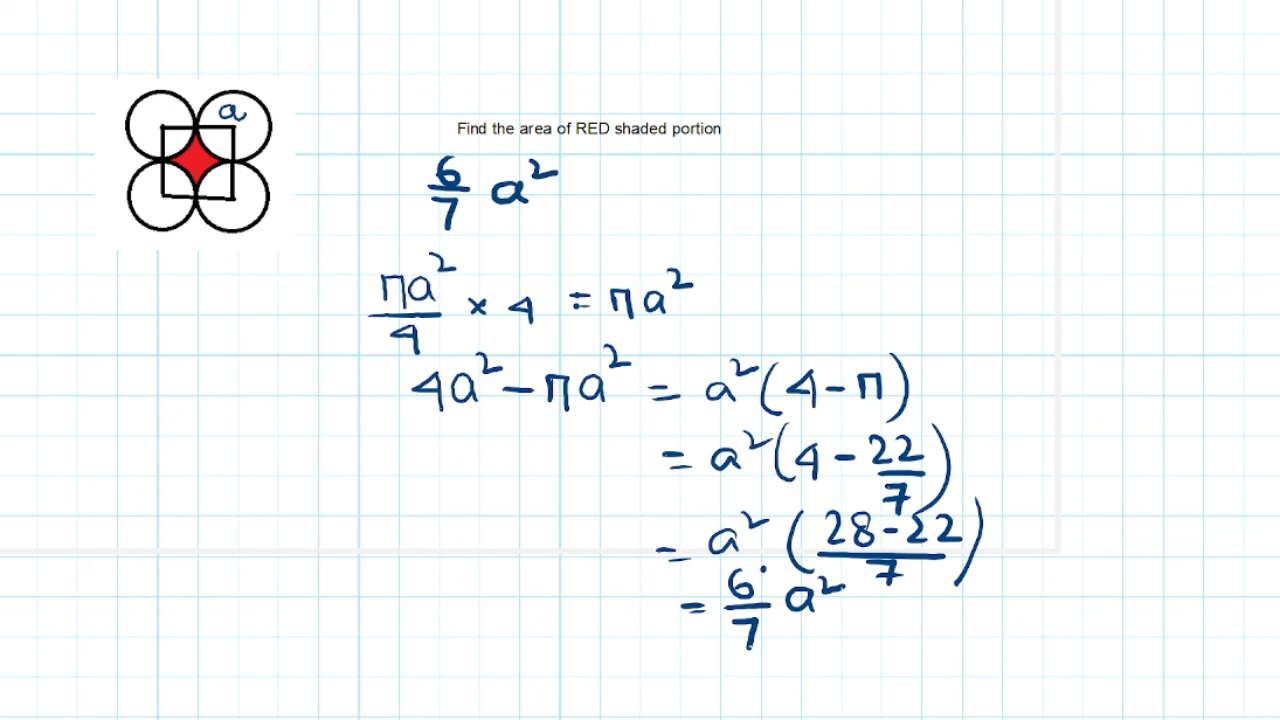 a
Find the area of RED shaded portion
6/7 a²
πa²/4 × 4 = πa²
4a² - πa² = a²(4 - π)
= a²(4 - 22/7)
= a²(28 - 22/7)
= 6/7 a²